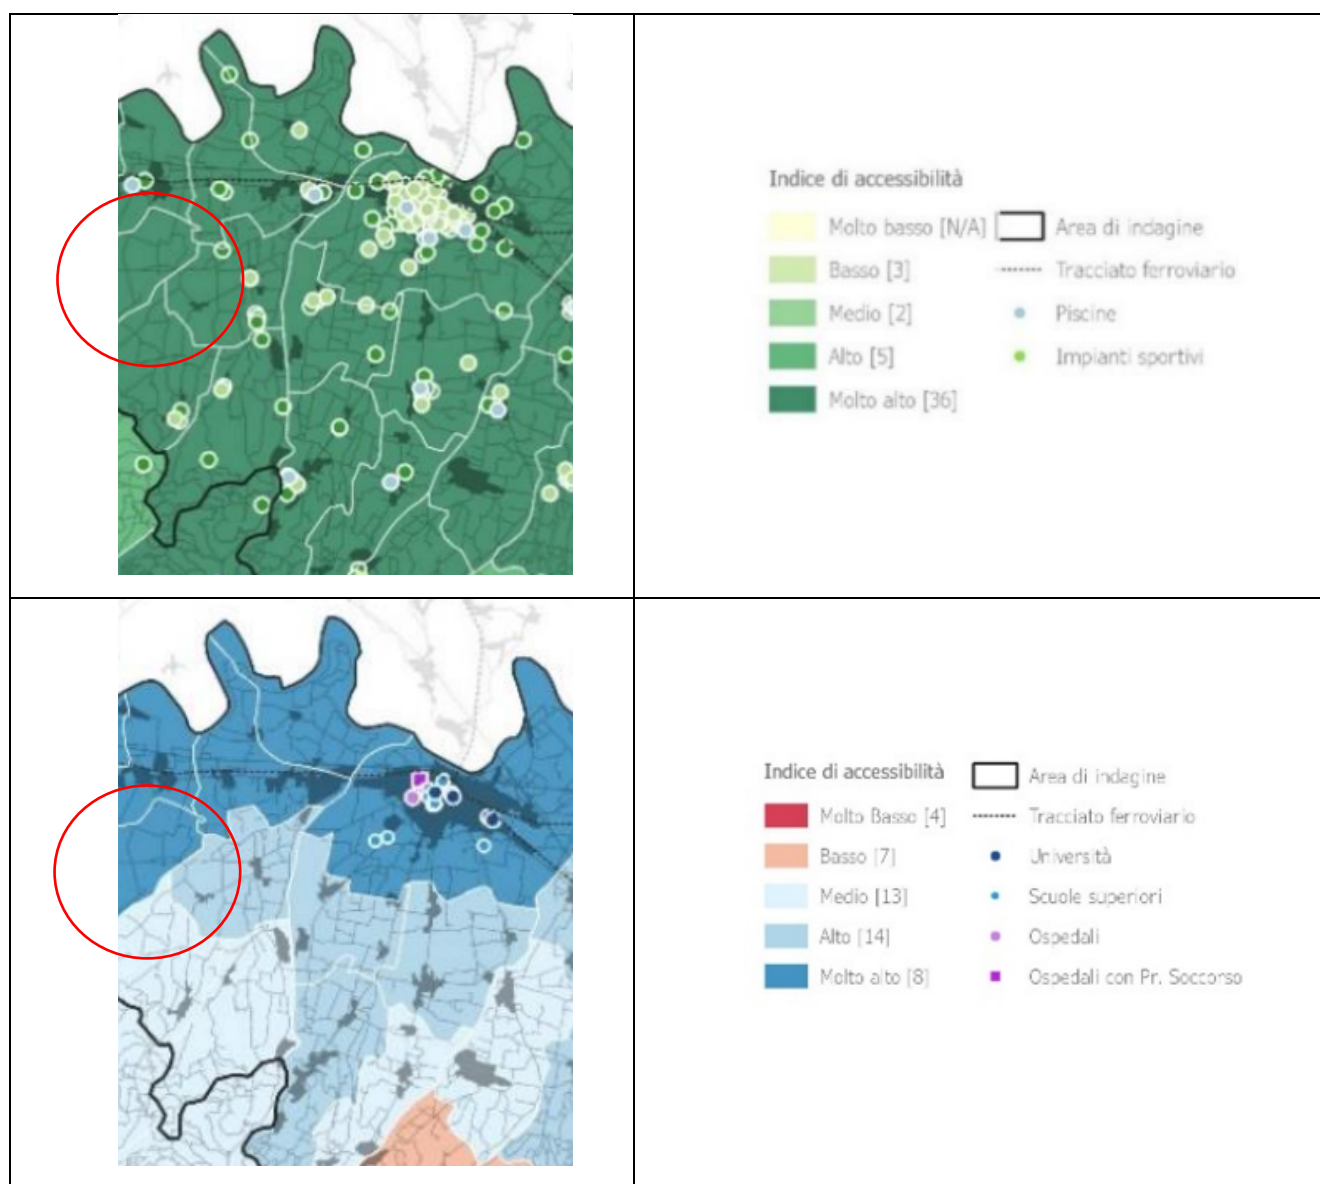 Indice di accessibilità
Molto basso [N/A]
Area di indagine
Basso [3]
Tracciato ferroviario
Medio [2]
Piscine
Alto [5]
Impianti sportivi
Molto alto [36]
Indice di accessibilità
Area di indagine
Molto Basso [4]
Tracciato ferroviario
Basso [7]
Università
Medio [13]
Scuole superiori
Alto [14]
Ospedali
Molto alto [8]
Ospedali con Pr. Soccorso